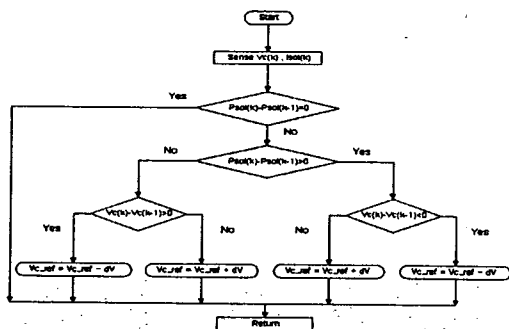 Start
Sense Vc(k) , Isol(k)
Yes
Psol(k)-Psol(k-1)=0
No
No
Psol(k)-Psol(k-1)>0
Yes
Vc(k)-Vc(k-1)>0
Vc(k)-Vc(k-1)<0
Yes
No
No
Yes
Vc_ref = Vc_ref - dV
Vc_ref = Vc_ref + dV
Vc_ref = Vc_ref + dV
Vc_ref = Vc_ref - dV
Return